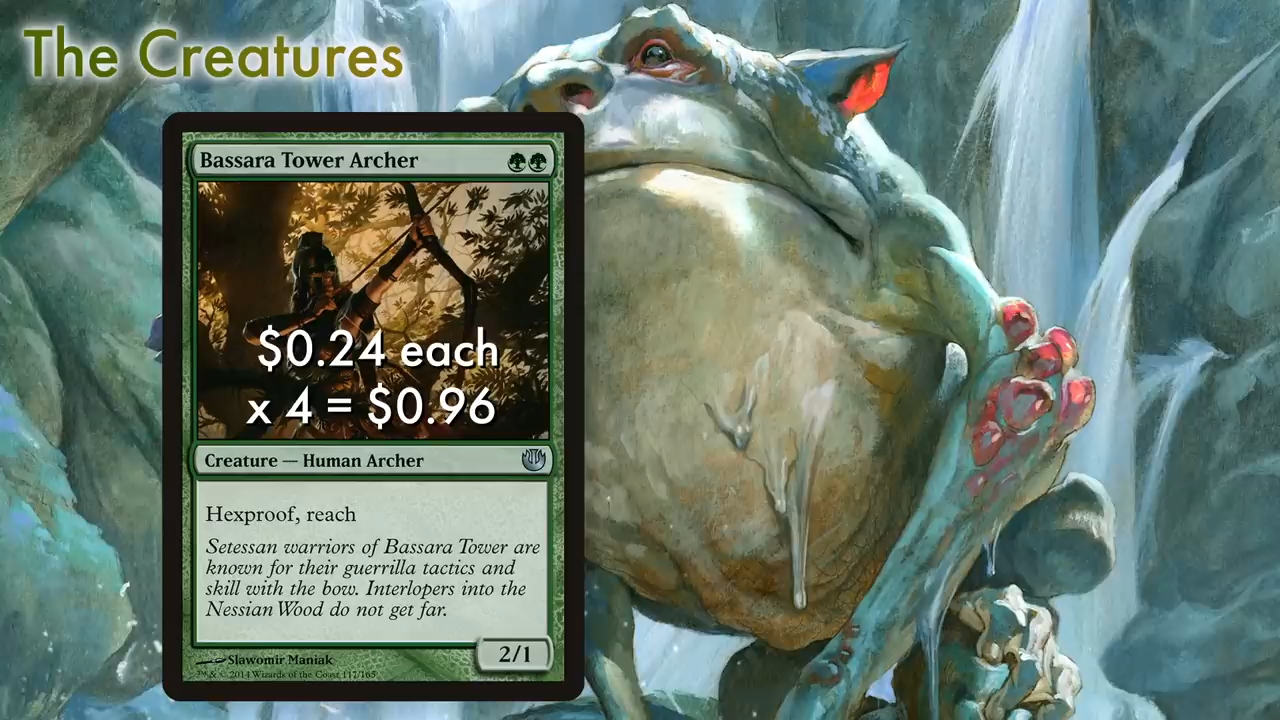 The Creatures
Bassara Tower Archer
$0.24 each
x 4 = $0.96
Creature — Human Archer
Hexproof, reach
Setessan warriors of Bassara Tower are
known for their guerrilla tactics and
skill with the bow. Interlopers into the
Nessian Wood do not get far.
2/1
Slawomir Maniak
™ & © 2014 Wizards of the Coast 117/165